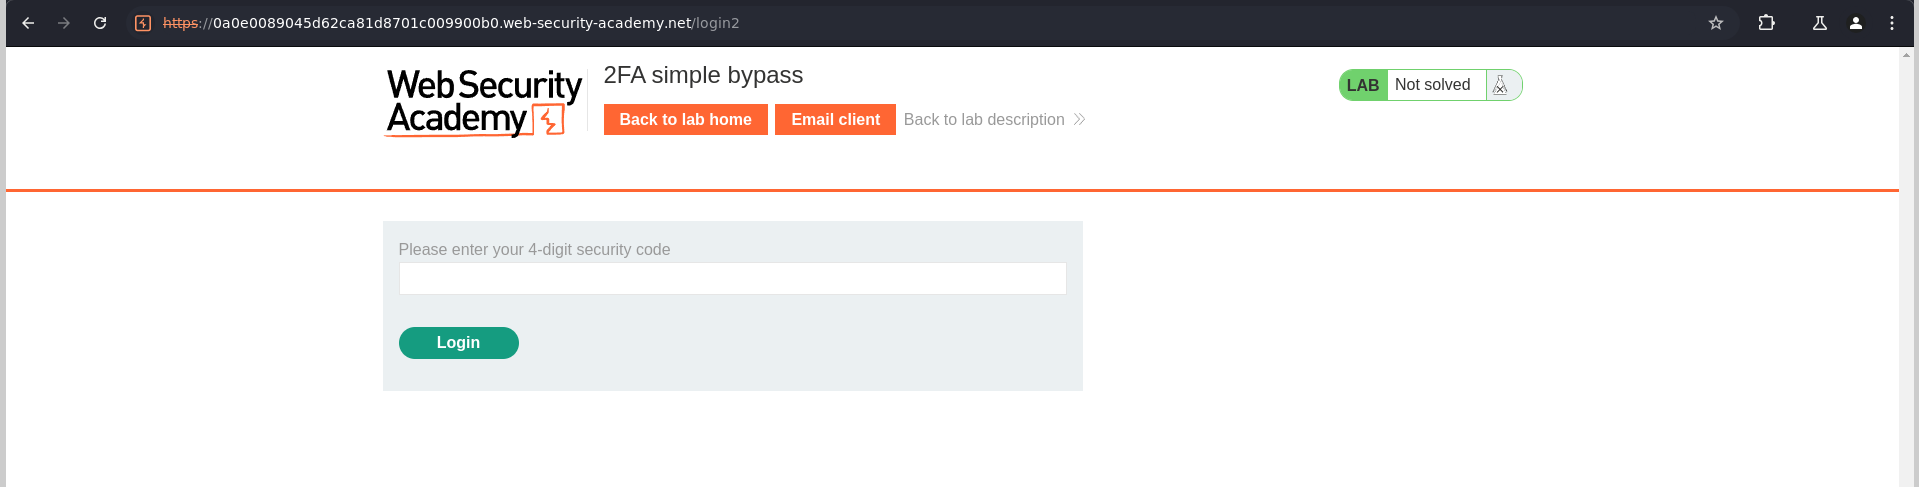 https://0a0e0089045d62ca81d8701c009900b0.web-security-academy.net/login2
Web Security
Academy
2FA simple bypass
Back to lab home
Email client
Back to lab description
LAB
Not solved
Please enter your 4-digit security code
Login